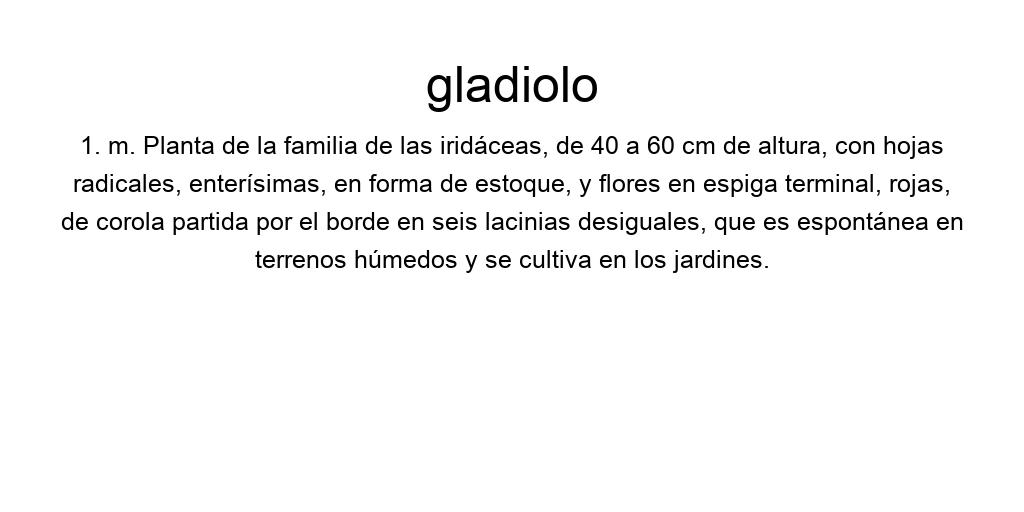 gladiolo
1. m. Planta de la familia de las iridáceas, de 40 a 60 cm de altura, con hojas
radicales, enterísimas, en forma de estoque, y flores en espiga terminal, rojas,
de corola partida por el borde en seis lacinias desiguales, que es espontánea en
terrenos húmedos y se cultiva en los jardines.